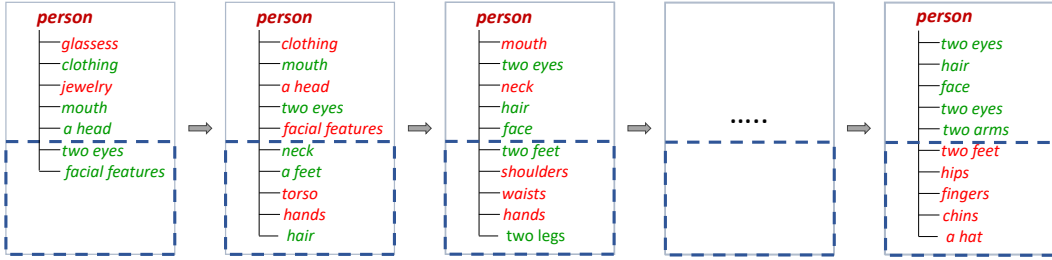 person
glassess
clothing
jewelry
mouth
a head
two eyes
facial features
person
clothing
mouth
a head
two eyes
facial features
neck
a feet
torso
hands
hair
person
mouth
two eyes
neck
hair
face
two feet
shoulders
waists
hands
two legs
.....
person
two eyes
hair
face
two eyes
two arms
two feet
hips
fingers
chins
a hat